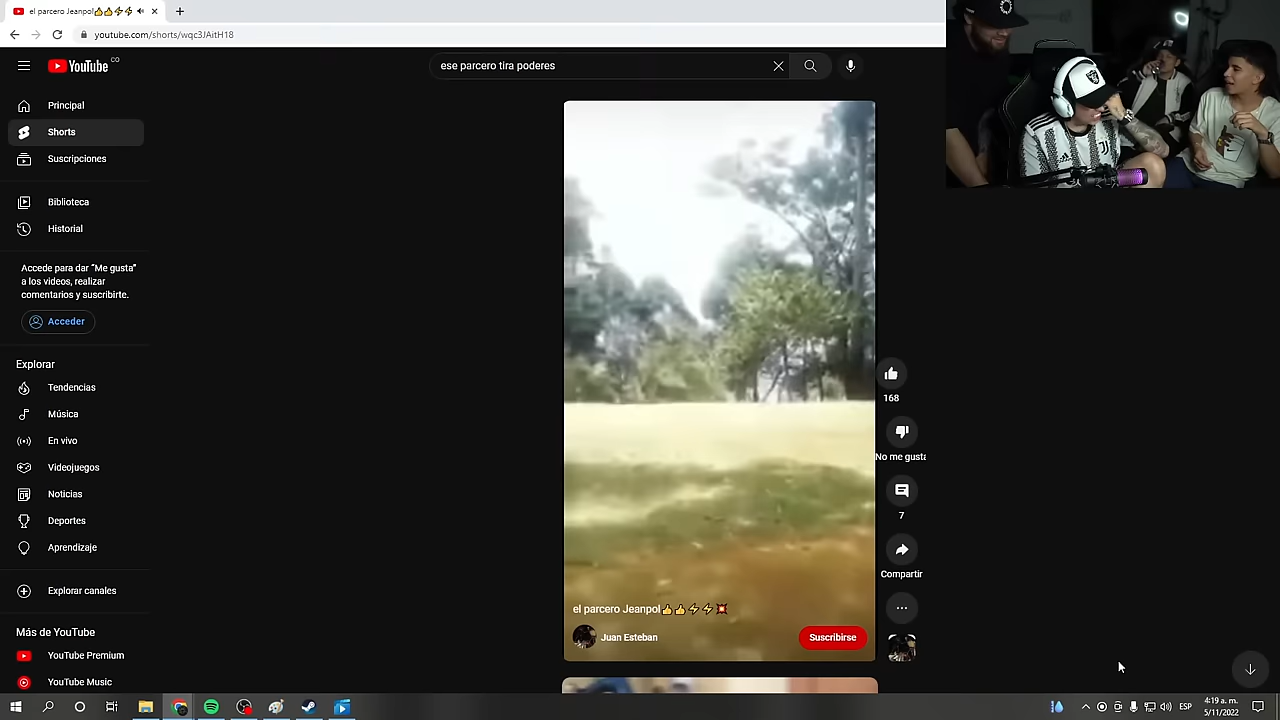 el parcero Jeanpol👍👍⚡⚡
youtube.com/shorts/wqc3JAitH18
YouTube CO
ese parcero tira poderes
Principal
Shorts
Suscripciones
Biblioteca
Historial
Accede para dar “Me gusta”
a los videos, realizar
comentarios y suscribirte.
Acceder
Explorar
Tendencias
Música
En vivo
Videojuegos
Noticias
Deportes
Aprendizaje
Explorar canales
Más de YouTube
YouTube Premium
YouTube Music
168
No me gusta
7
Compartir
el parcero Jeanpol👍👍⚡⚡💥
Juan Esteban
Suscribirse
ESP
4:19 a. m.
5/11/2022